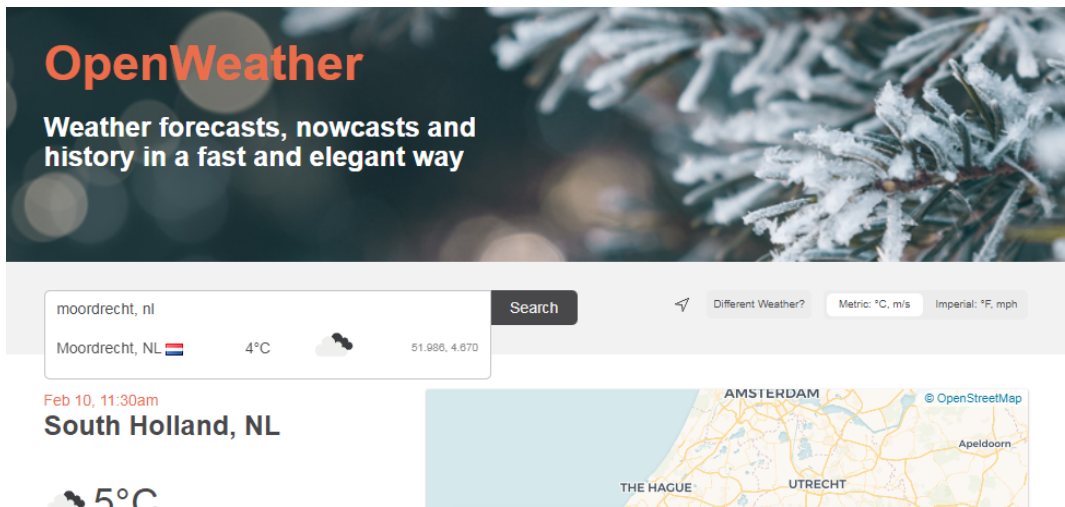 OpenWeather
Weather forecasts, nowcasts and
history in a fast and elegant way
moordrecht, nl
Search
Different Weather?
Metric: °C, m/s
Imperial: °F, mph
Moordrecht, NL
4°C
51.986, 4.670
Feb 10, 11:30am
South Holland, NL
5°C
AMSTERDAM
© OpenStreetMap
Apeldoorn
THE HAGUE
UTRECHT